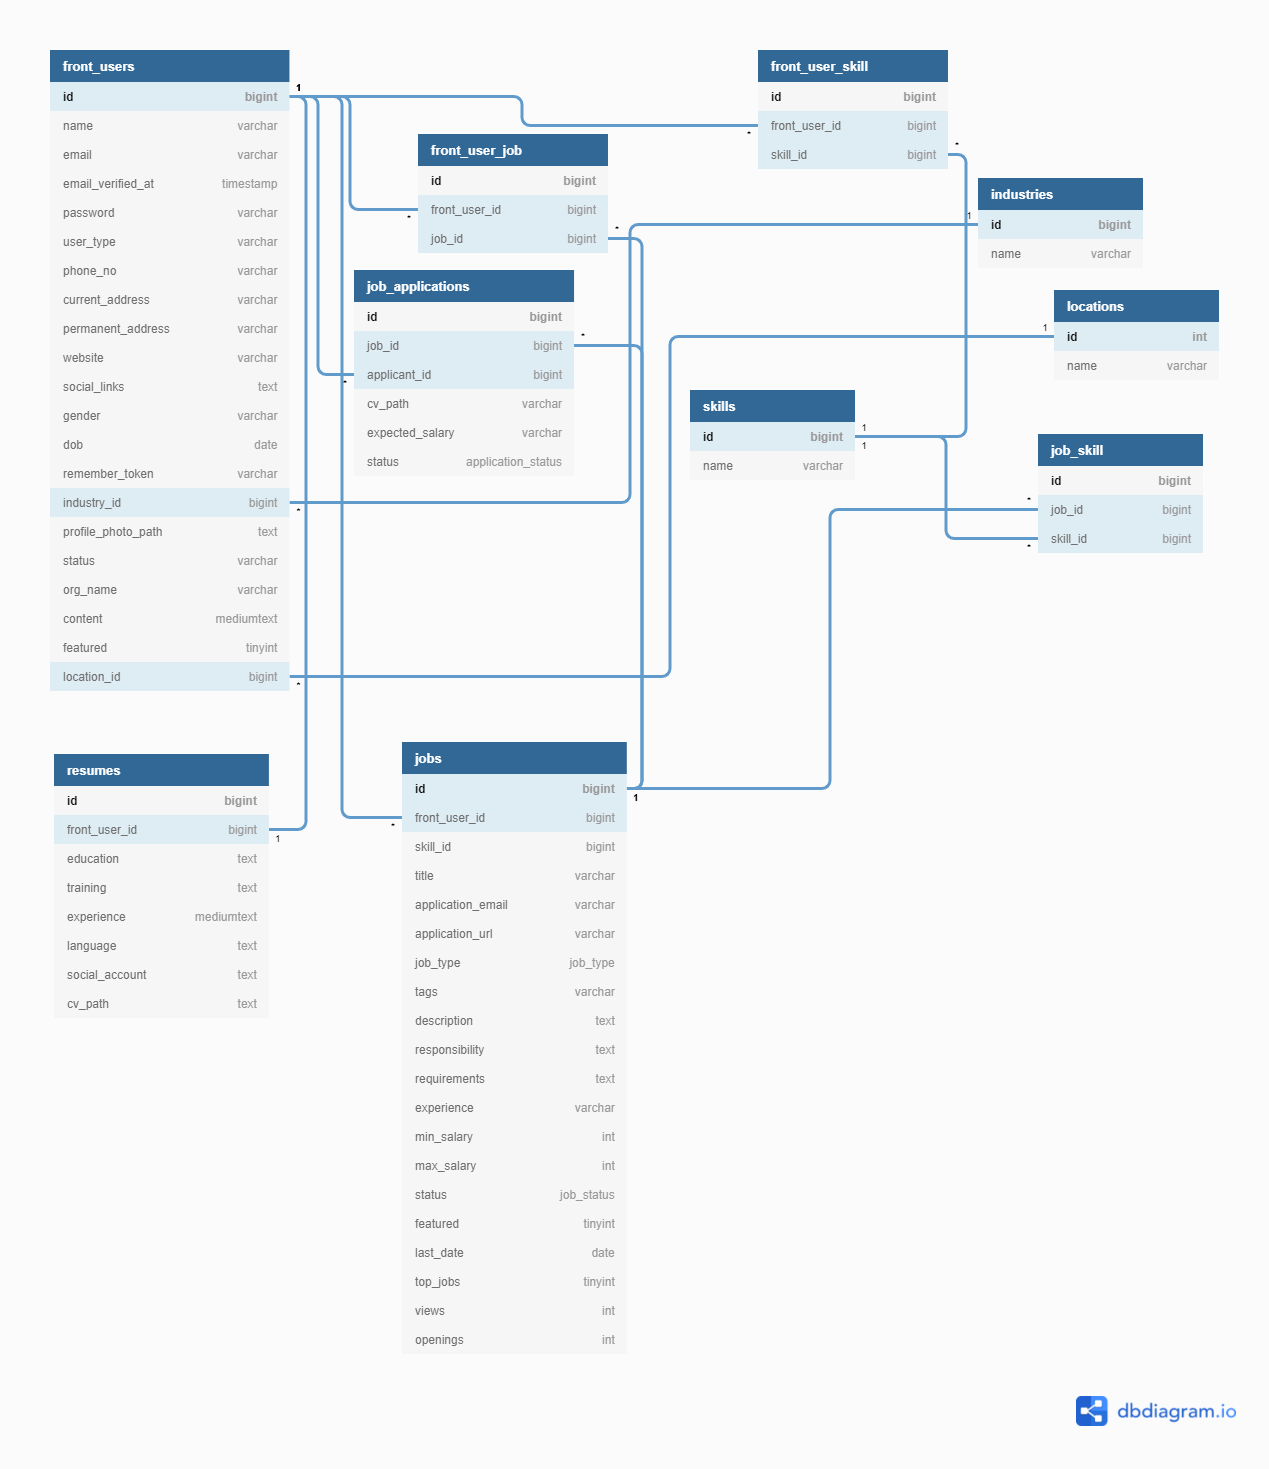 front_users
id bigint
name varchar
email varchar
email_verified_at timestamp
password varchar
user_type varchar
phone_no varchar
current_address varchar
permanent_address varchar
website varchar
social_links text
gender varchar
dob date
remember_token varchar
industry_id bigint
profile_photo_path text
status varchar
org_name varchar
content mediumtext
featured tinyint
location_id bigint
1
*
*
front_user_skill
id bigint
front_user_id bigint
skill_id bigint
*
*
front_user_job
id bigint
front_user_id bigint
job_id bigint
*
*
industries
id bigint
name varchar
1
job_applications
id bigint
job_id bigint
applicant_id bigint
cv_path varchar
expected_salary varchar
status application_status
*
*
locations
id int
name varchar
1
skills
id bigint
name varchar
1
1
job_skill
id bigint
job_id bigint
skill_id bigint
*
*
resumes
id bigint
front_user_id bigint
education text
training text
experience mediumtext
language text
social_account text
cv_path text
1
jobs
id bigint
front_user_id bigint
skill_id bigint
title varchar
application_email varchar
application_url varchar
job_type job_type
tags varchar
description text
responsibility text
requirements text
experience varchar
min_salary int
max_salary int
status job_status
featured tinyint
last_date date
top_jobs tinyint
views int
openings int
1
*
dbdiagram.io